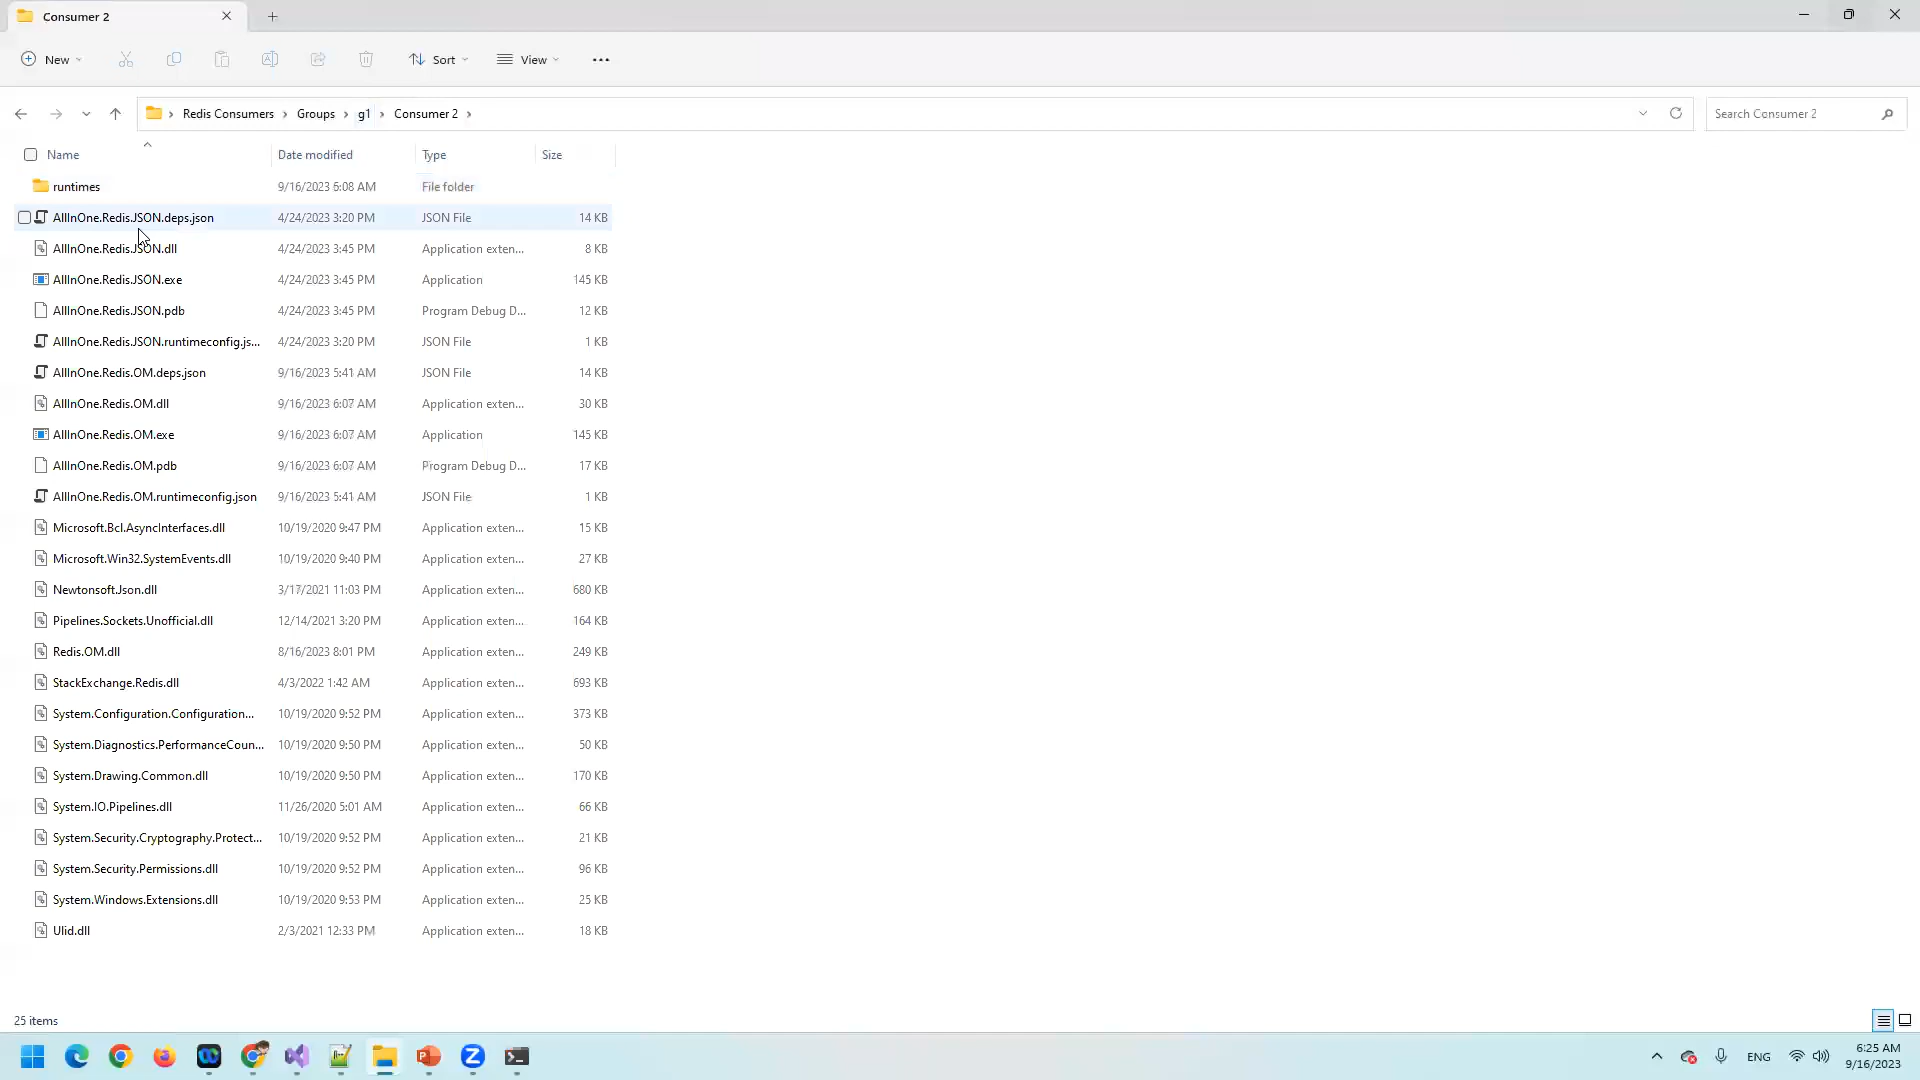 Consumer 2
New
Sort
View
Redis Consumers > Groups > g1 > Consumer 2 >
Search Consumer 2
Name Date modified Type Size
runtimes 9/16/2023 6:08 AM File folder
AllInOne.Redis.JSON.deps.json 4/24/2023 3:20 PM JSON File 14 KB
AllInOne.Redis.JSON.dll 4/24/2023 3:45 PM Application exten... 8 KB
AllInOne.Redis.JSON.exe 4/24/2023 3:45 PM Application 145 KB
AllInOne.Redis.JSON.pdb 4/24/2023 3:45 PM Program Debug D... 12 KB
AllInOne.Redis.JSON.runtimeconfig.js... 4/24/2023 3:20 PM JSON File 1 KB
AllInOne.Redis.OM.deps.json 9/16/2023 5:41 AM JSON File 14 KB
AllInOne.Redis.OM.dll 9/16/2023 6:07 AM Application exten... 30 KB
AllInOne.Redis.OM.exe 9/16/2023 6:07 AM Application 145 KB
AllInOne.Redis.OM.pdb 9/16/2023 6:07 AM Program Debug D... 17 KB
AllInOne.Redis.OM.runtimeconfig.json 9/16/2023 5:41 AM JSON File 1 KB
Microsoft.Bcl.AsyncInterfaces.dll 10/19/2020 9:47 PM Application exten... 15 KB
Microsoft.Win32.SystemEvents.dll 10/19/2020 9:40 PM Application exten... 27 KB
Newtonsoft.Json.dll 3/17/2021 11:03 PM Application exten... 680 KB
Pipelines.Sockets.Unofficial.dll 12/14/2021 3:20 PM Application exten... 164 KB
Redis.OM.dll 8/16/2023 8:01 PM Application exten... 249 KB
StackExchange.Redis.dll 4/3/2022 1:42 AM Application exten... 693 KB
System.Configuration.Configuration... 10/19/2020 9:52 PM Application exten... 373 KB
System.Diagnostics.PerformanceCoun... 10/19/2020 9:50 PM Application exten... 50 KB
System.Drawing.Common.dll 10/19/2020 9:50 PM Application exten... 170 KB
System.IO.Pipelines.dll 11/26/2020 5:01 AM Application exten... 66 KB
System.Security.Cryptography.Protect... 10/19/2020 9:52 PM Application exten... 21 KB
System.Security.Permissions.dll 10/19/2020 9:52 PM Application exten... 96 KB
System.Windows.Extensions.dll 10/19/2020 9:53 PM Application exten... 25 KB
Ulid.dll 2/3/2021 12:33 PM Application exten... 18 KB
25 items
ENG
6:25 AM
9/16/2023